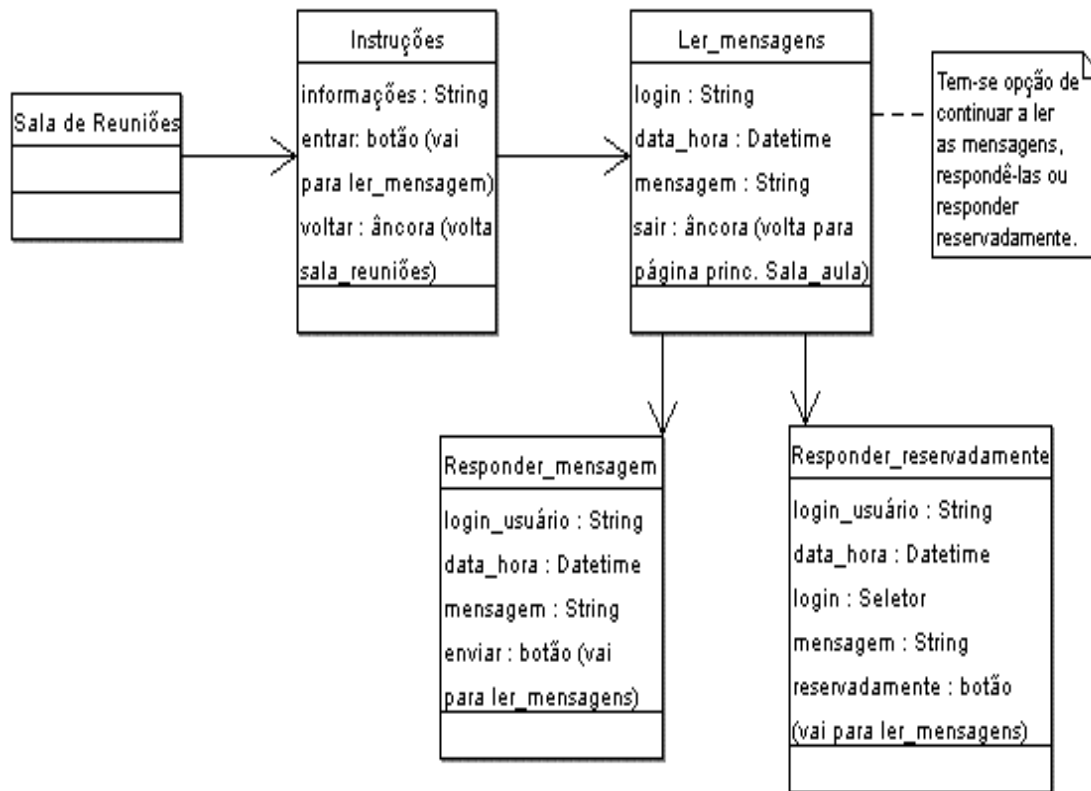 Sala de Reuniões
Instruções
informações : String
entrar: botão (vai
para ler_mensagem)
voltar : âncora (volta
sala_reuniões)
Ler_mensagens
login : String
data_hora : Datetime
mensagem : String
sair : âncora (volta para
página princ. Sala_aula)
Tem-se opção de
continuar a ler
as mensagens,
respondê-las ou
responder
reservadamente.
Responder_mensagem
login_usuário : String
data_hora : Datetime
mensagem : String
enviar : botão (vai
para ler_mensagens)
Responder_reservadamente
login_usuário : String
data_hora : Datetime
login : Seletor
mensagem : String
reservadamente : botão
(vai para ler_mensagens)